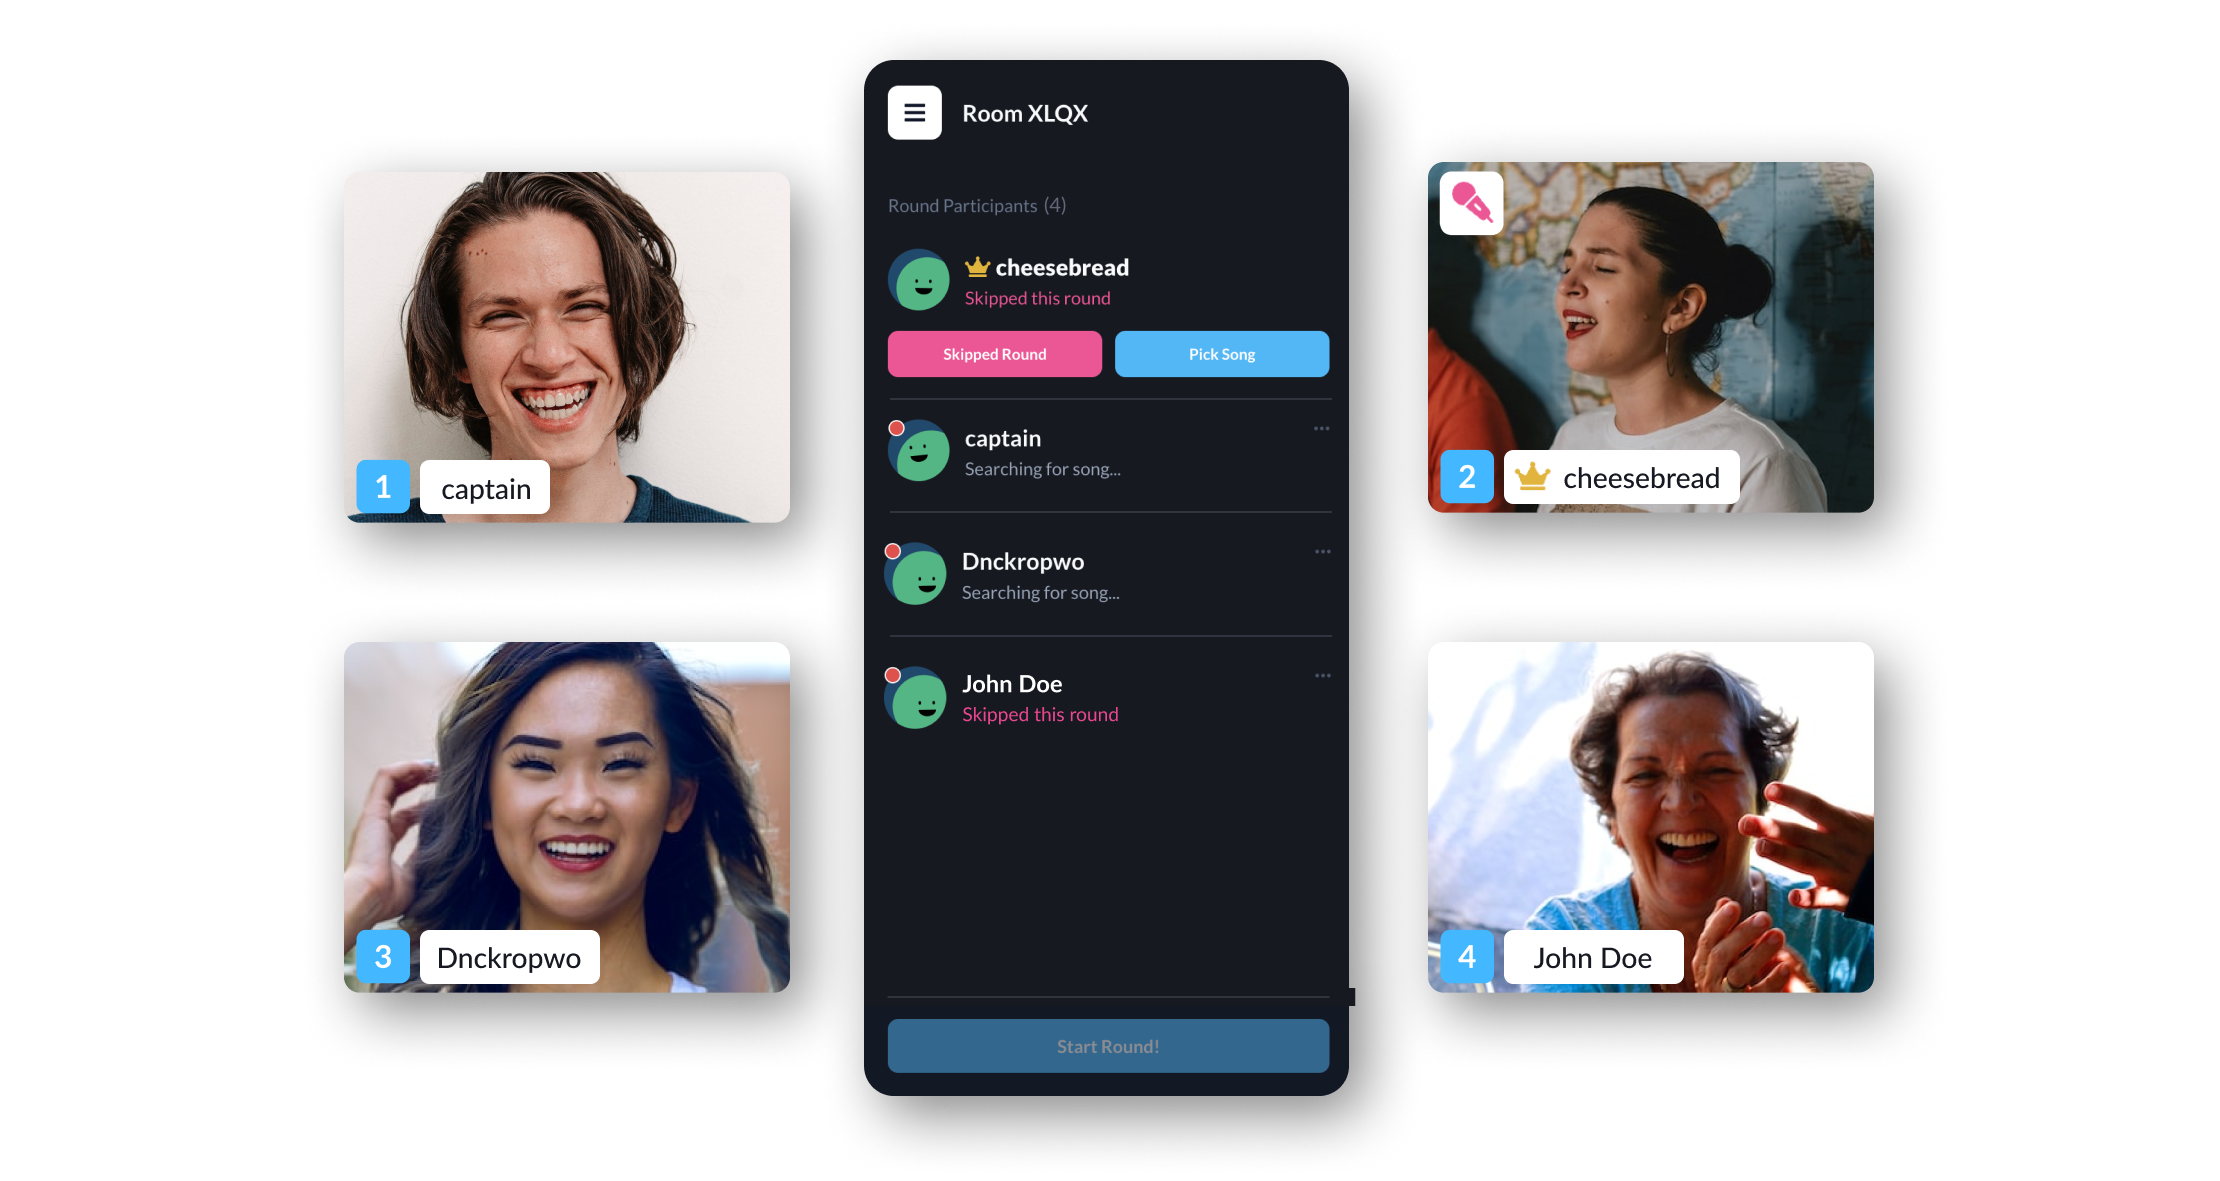 Room XLQX
Round Participants (4)
cheesebread
Skipped this round
Skipped Round
Pick Song
captain
Searching for song...
Dnckropwo
Searching for song...
John Doe
Skipped this round
Start Round!
1 captain
2 cheesebread
3 Dnckropwo
4 John Doe